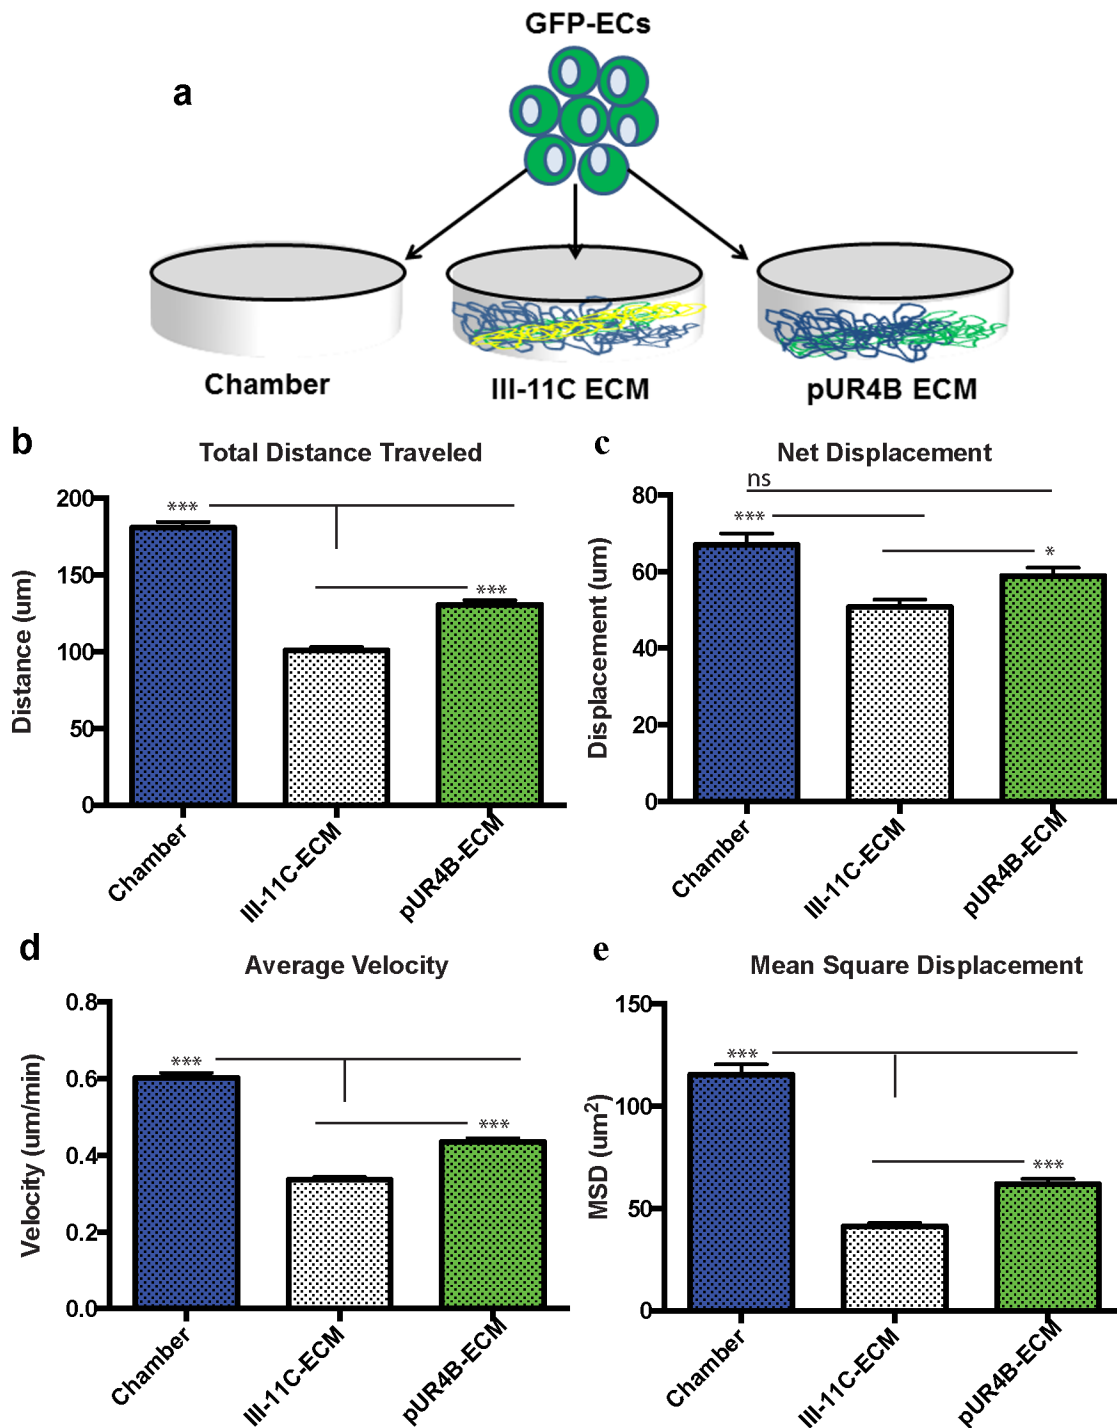 GFP-ECs
a
Chamber
III-11C ECM
pUR4B ECM
b
Total Distance Traveled
Distance (um)
200
150
100
50
0
***
***
Chamber
III-11C-ECM
pUR4B-ECM
c
Net Displacement
Displacement (um)
80
60
40
20
0
ns
***
*
Chamber
III-11C-ECM
pUR4B-ECM
d
Average Velocity
Velocity (um/min)
0.8
0.6
0.4
0.2
0.0
***
***
Chamber
III-11C-ECM
pUR4B-ECM
e
Mean Square Displacement
MSD (um²)
150
100
50
0
***
***
Chamber
III-11C-ECM
pUR4B-ECM